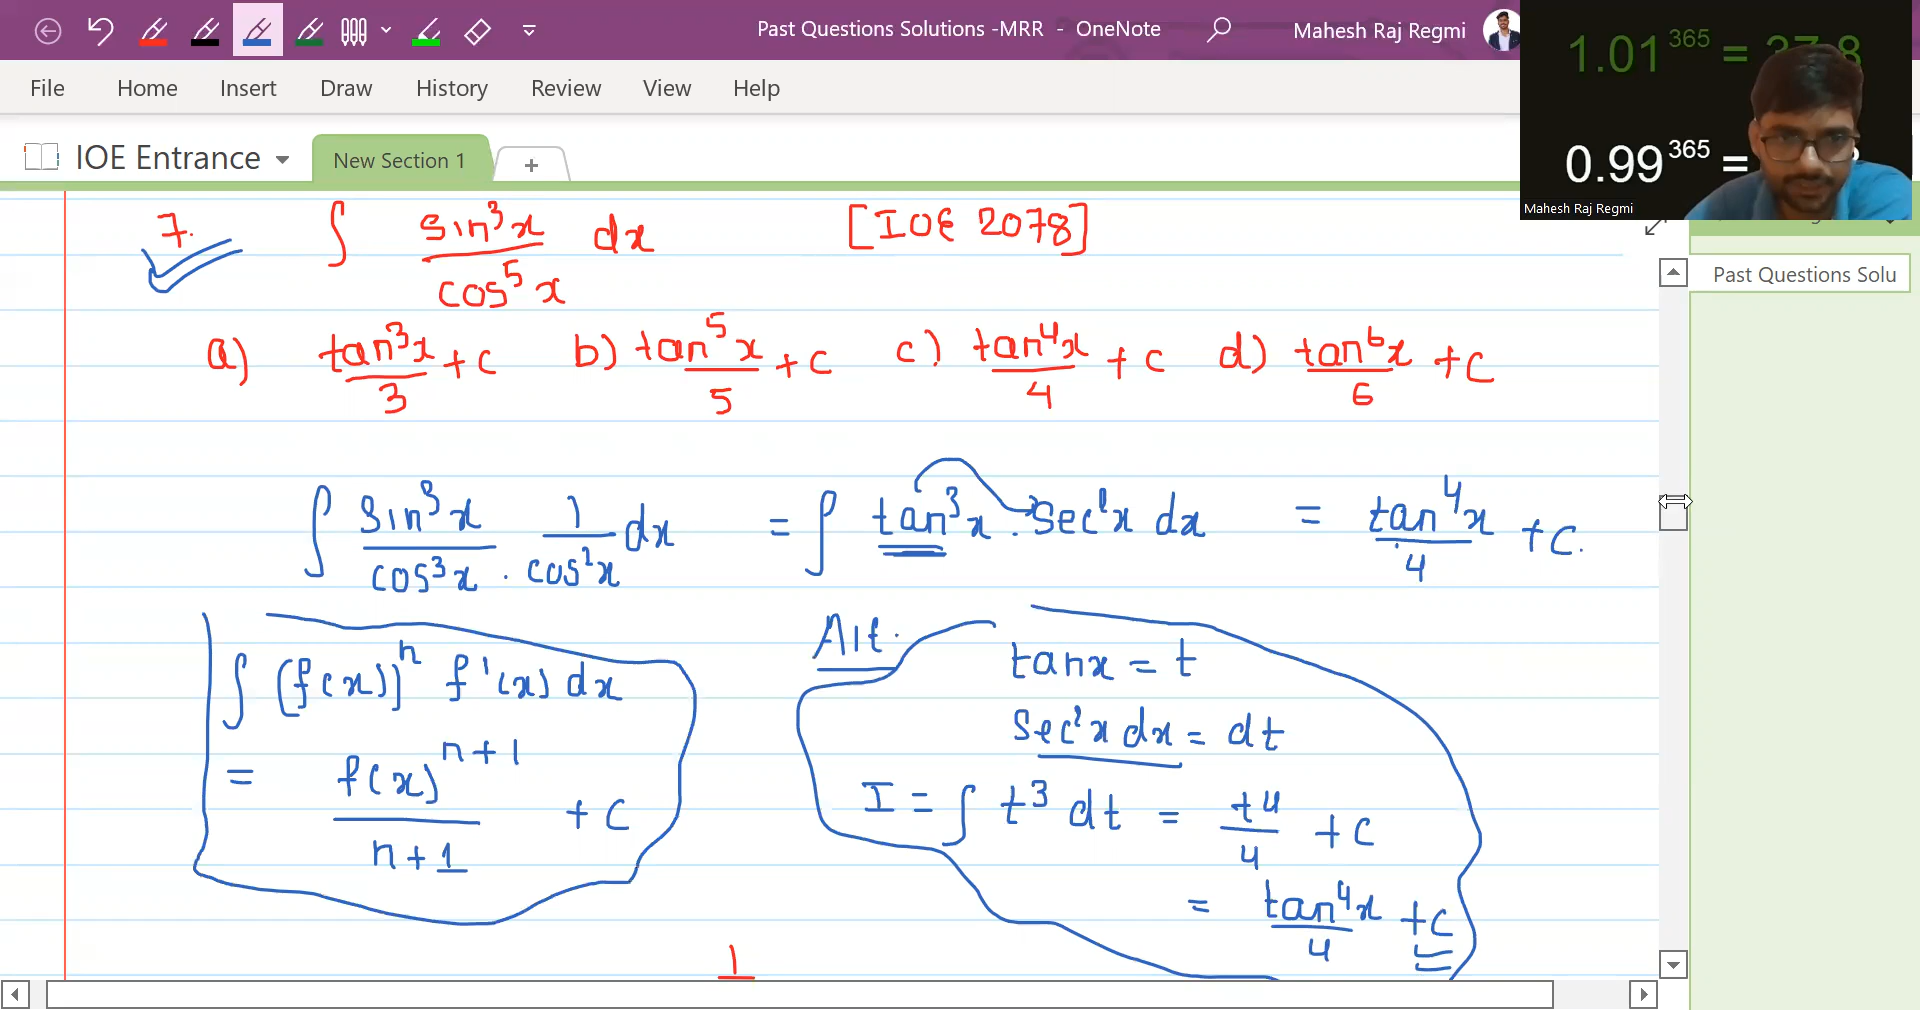 Past Questions Solutions -MRR - OneNote
Mahesh Raj Regmi
File Home Insert Draw History Review View Help
1.01^365 = 37.8
0.99^365 =
Mahesh Raj Regmi
IOE Entrance
New Section 1
+
Past Questions Solu
7. ∫ sin³x / cos⁵x dx [IOE 2078]
a) tan³x/3 + c b) tan⁵x/5 + c c) tan⁴x/4 + c d) tan⁶x/6 + c
∫ sin³x/cos³x · 1/cos²x dx = ∫ tan³x · sec²x dx = tan⁴x/4 + c.
∫ (f(x))ⁿ f'(x) dx
= f(x)ⁿ⁺¹ / n+1 + c
Alt.
tanx = t
sec²x dx = dt
I = ∫ t³ dt = t⁴/4 + c
= tan⁴x/4 + c
1